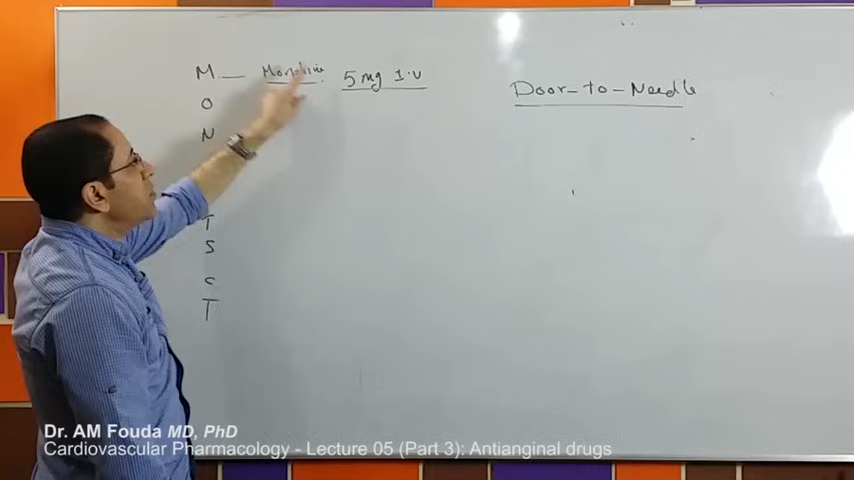 M — Morphine 5 mg I.V
Door-to-Needle
O
N
T
S
C
T
Dr. AM Fouda MD, PhD
Cardiovascular Pharmacology - Lecture 05 (Part 3): Antianginal drugs